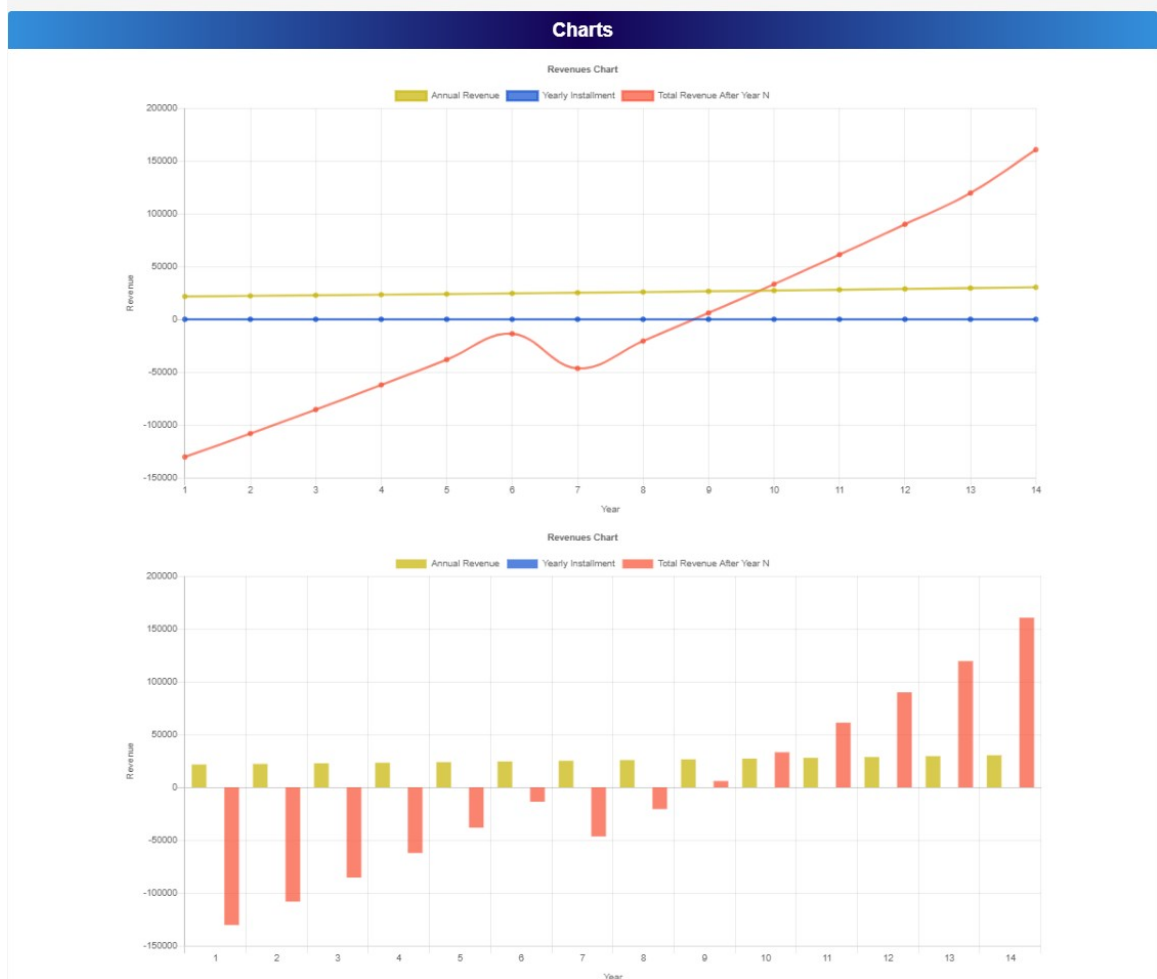 Charts
Revenues Chart
Annual Revenue Yearly Installment Total Revenue After Year N
200000
150000
100000
50000
0
-50000
-100000
-150000
Revenue
1 2 3 4 5 6 7 8 9 10 11 12 13 14
Year
Revenues Chart
Annual Revenue Yearly Installment Total Revenue After Year N
200000
150000
100000
50000
0
-50000
-100000
-150000
Revenue
1 2 3 4 5 6 7 8 9 10 11 12 13 14
Year